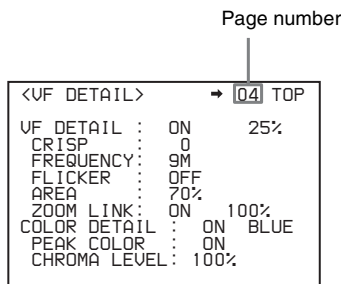 Page number
<VF DETAIL> ➡ 04 TOP
VF DETAIL : ON 25%
CRISP : 0
FREQUENCY: 9M
FLICKER : OFF
AREA : 70%
ZOOM LINK: ON 100%
COLOR DETAIL : ON BLUE
PEAK COLOR : ON
CHROMA LEVEL: 100%